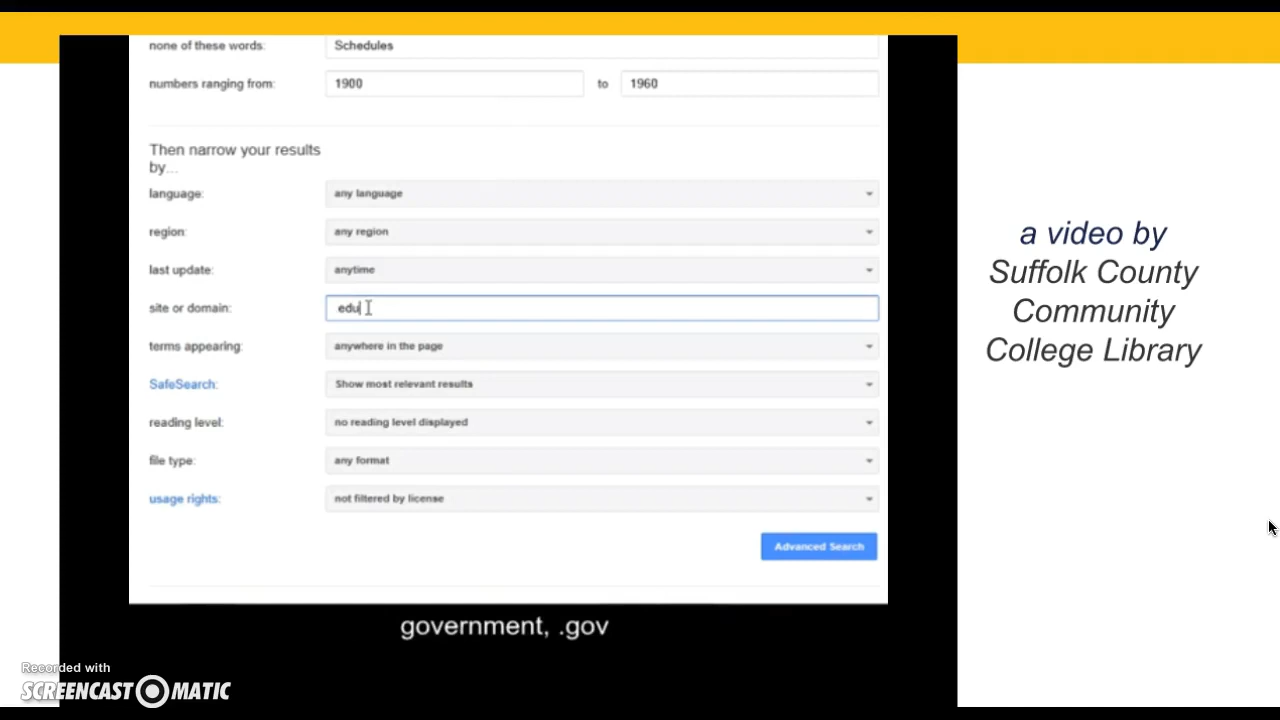 none of these words: Schedules
numbers ranging from: 1900 to 1960
Then narrow your results
by...
language: any language
region: any region
last update: anytime
site or domain: edu
terms appearing: anywhere in the page
SafeSearch: Show most relevant results
reading level: no reading level displayed
file type: any format
usage rights: not filtered by license
Advanced Search
government, .gov
a video by
Suffolk County
Community
College Library
Recorded with
SCREENCAST MATIC